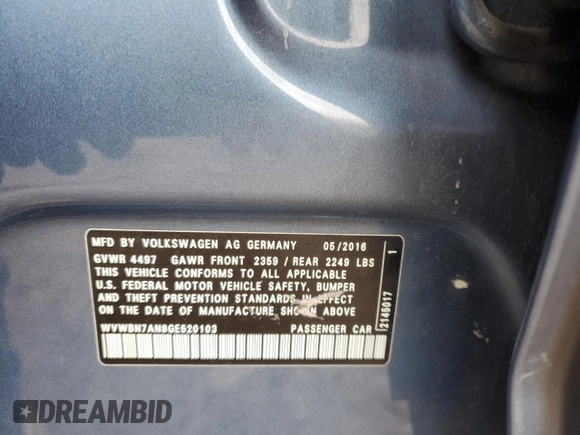 MFD BY VOLKSWAGEN AG GERMANY 05/2016
GVWR 4497 GAWR FRONT 2359 / REAR 2249 LBS
THIS VEHICLE CONFORMS TO ALL APPLICABLE
U.S. FEDERAL MOTOR VEHICLE SAFETY, BUMPER
AND THEFT PREVENTION STANDARDS IN EFFECT
ON THE DATE OF MANUFACTURE SHOWN ABOVE
WVWBN7AN8GE520103 PASSENGER CAR
2145017 1
DREAMBID